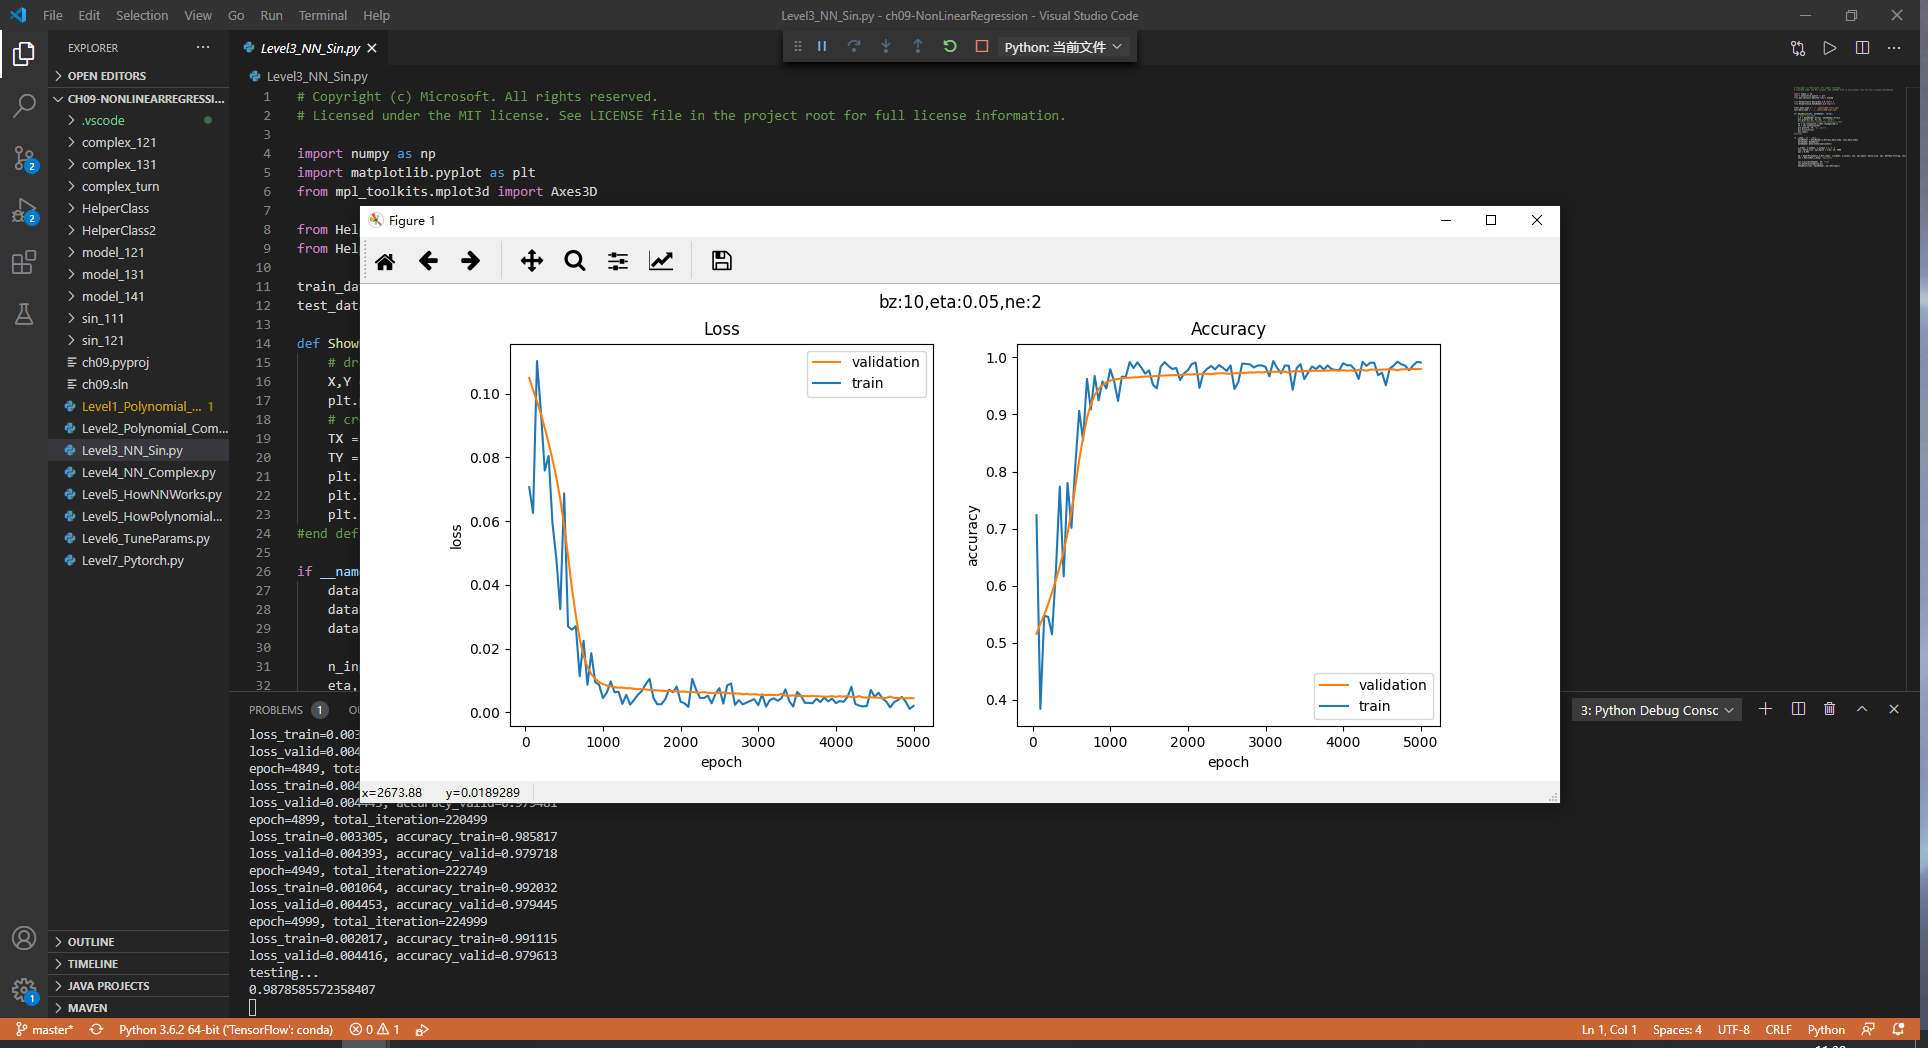 File Edit Selection View Go Run Terminal Help
Level3_NN_Sin.py - ch09-NonLinearRegression - Visual Studio Code
EXPLORER
Level3_NN_Sin.py
Python: 当前文件
OPEN EDITORS
CH09-NONLINEARREGRESSI...
.vscode
complex_121
complex_131
complex_turn
HelperClass
HelperClass2
model_121
model_131
model_141
sin_111
sin_121
ch09.pyproj
ch09.sln
Level1_Polynomial_... 1
Level2_Polynomial_Com...
Level3_NN_Sin.py
Level4_NN_Complex.py
Level5_HowNNWorks.py
Level5_HowPolynomial...
Level6_TuneParams.py
Level7_Pytorch.py
OUTLINE
TIMELINE
JAVA PROJECTS
MAVEN
2
2
1
Level3_NN_Sin.py
1 # Copyright (c) Microsoft. All rights reserved.
2 # Licensed under the MIT license. See LICENSE file in the project root for full license information.
3
4 import numpy as np
5 import matplotlib.pyplot as plt
6 from mpl_toolkits.mplot3d import Axes3D
7
8 from Hel
9 from Hel
10
11 train_da
12 test_dat
13
14 def Show
15 # dr
16 X,Y
17 plt.
18 # cr
19 TX =
20 TY =
21 plt.
22 plt.
23 plt.
24 #end def
25
26 if __nam
27 data
28 data
29 data
30
31 n_in
32 eta,
Figure 1
bz:10,eta:0.05,ne:2
Loss
validation
train
0.10
0.08
0.06
0.04
0.02
0.00
loss
0 1000 2000 3000 4000 5000
epoch
Accuracy
validation
train
1.0
0.9
0.8
0.7
0.6
0.5
0.4
accuracy
0 1000 2000 3000 4000 5000
epoch
x=2673.88 y=0.0189289
PROBLEMS 1 OU
3: Python Debug Consc
loss_train=0.003
loss_valid=0.004
epoch=4849, tota
loss_train=0.004
loss_valid=0.004445, accuracy_valid=0.979481
epoch=4899, total_iteration=220499
loss_train=0.003305, accuracy_train=0.985817
loss_valid=0.004393, accuracy_valid=0.979718
epoch=4949, total_iteration=222749
loss_train=0.001064, accuracy_train=0.992032
loss_valid=0.004453, accuracy_valid=0.979445
epoch=4999, total_iteration=224999
loss_train=0.002017, accuracy_train=0.991115
loss_valid=0.004416, accuracy_valid=0.979613
testing...
0.9878585572358407
master* Python 3.6.2 64-bit ('TensorFlow': conda) 0 1
Ln 1, Col 1 Spaces: 4 UTF-8 CRLF Python